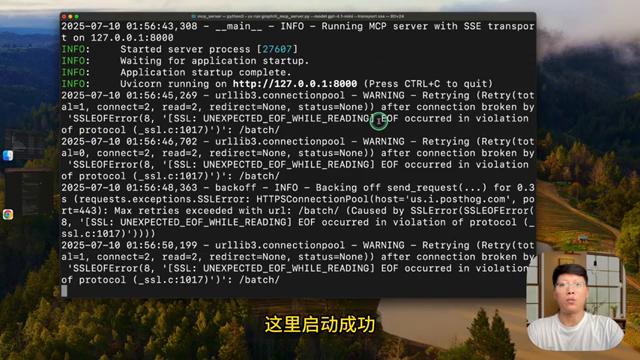 mcp_server — python3 ‹ uv run graphiti_mcp_server.py --model gpt-4.1-mini --transport sse — 80×24
2025-07-10 01:56:43,308 - __main__ - INFO - Running MCP server with SSE transpor
t on 127.0.0.1:8000
INFO:     Started server process [27607]
INFO:     Waiting for application startup.
INFO:     Application startup complete.
INFO:     Uvicorn running on http://127.0.0.1:8000 (Press CTRL+C to quit)
2025-07-10 01:56:45,269 - urllib3.connectionpool - WARNING - Retrying (Retry(tot
al=1, connect=2, read=2, redirect=None, status=None)) after connection broken by
 'SSLEOFError(8, '[SSL: UNEXPECTED_EOF_WHILE_READING] EOF occurred in violation
of protocol (_ssl.c:1017)')': /batch/
2025-07-10 01:56:46,702 - urllib3.connectionpool - WARNING - Retrying (Retry(tot
al=0, connect=2, read=2, redirect=None, status=None)) after connection broken by
 'SSLEOFError(8, '[SSL: UNEXPECTED_EOF_WHILE_READING] EOF occurred in violation
of protocol (_ssl.c:1017)')': /batch/
2025-07-10 01:56:48,363 - backoff - INFO - Backing off send_request(...) for 0.3
s (requests.exceptions.SSLError: HTTPSConnectionPool(host='us.i.posthog.com', po
rt=443): Max retries exceeded with url: /batch/ (Caused by SSLError(SSLEOFError(
8, '[SSL: UNEXPECTED_EOF_WHILE_READING] EOF occurred in violation of protocol (_
ssl.c:1017)'))))
2025-07-10 01:56:50,199 - urllib3.connectionpool - WARNING - Retrying (Retry(tot
al=1, connect=2, read=2, redirect=None, status=None)) after connection broken by
 'SSLEOFError(8, '[SSL: UNEXPECTED_EOF_WHILE_READING] EOF occurred in violation
of protocol (_ssl.c:1017)')': /batch/
这里启动成功